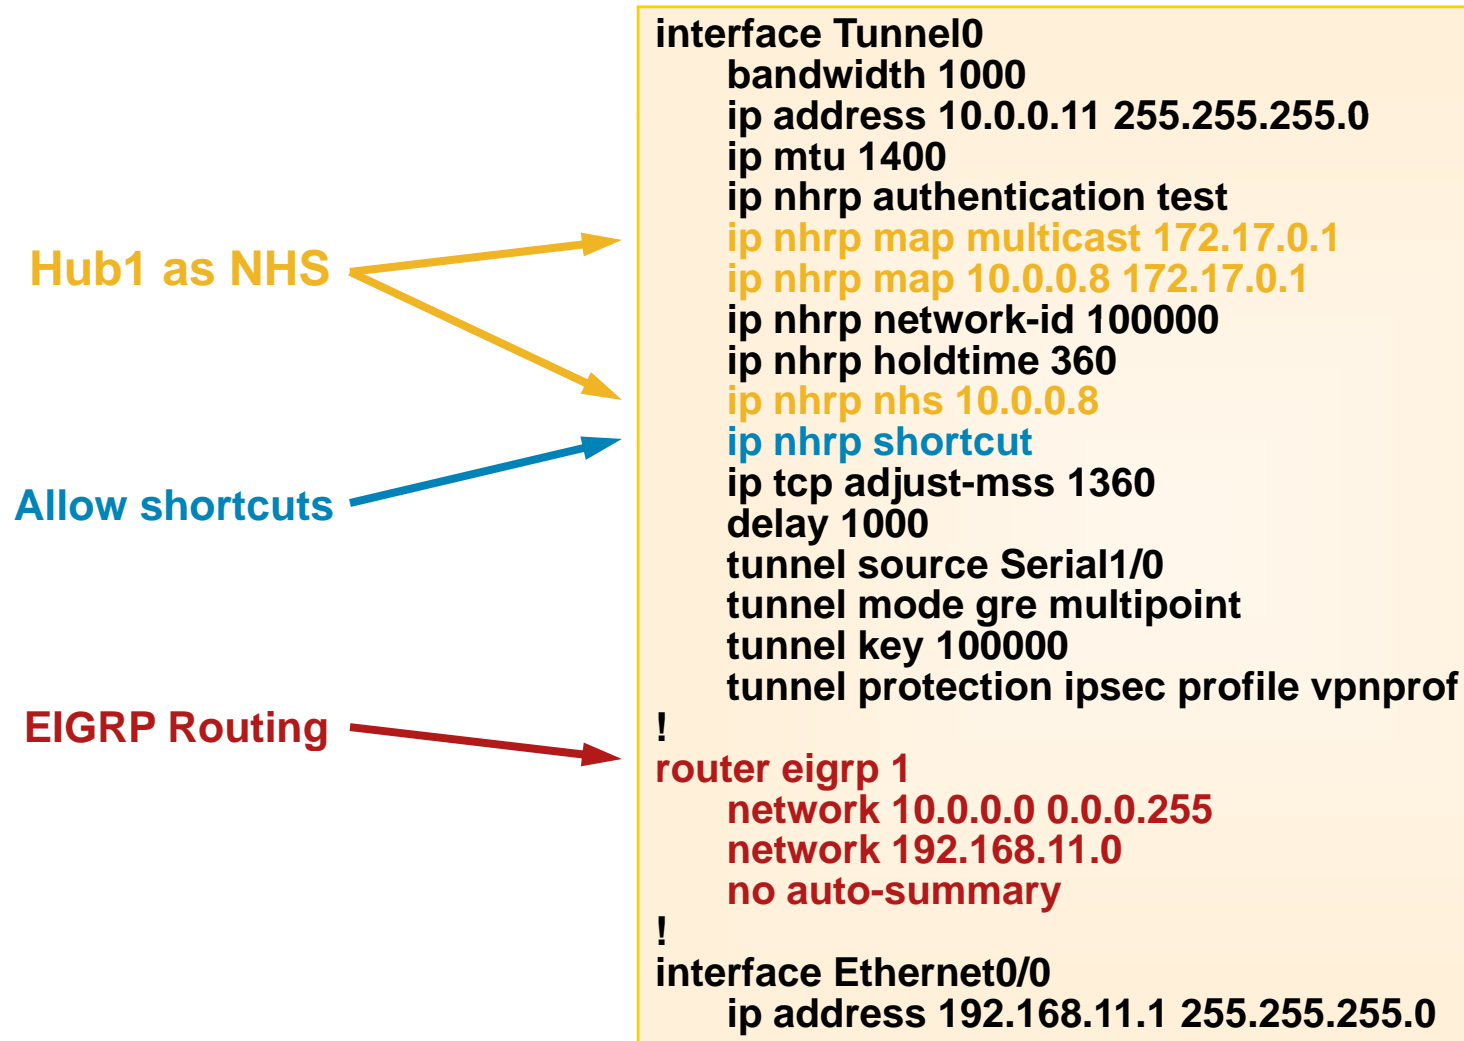 Hub1 as NHS
Allow shortcuts
EIGRP Routing
interface Tunnel0
bandwidth 1000
ip address 10.0.0.11 255.255.255.0
ip mtu 1400
ip nhrp authentication test
ip nhrp map multicast 172.17.0.1
ip nhrp map 10.0.0.8 172.17.0.1
ip nhrp network-id 100000
ip nhrp holdtime 360
ip nhrp nhs 10.0.0.8
ip nhrp shortcut
ip tcp adjust-mss 1360
delay 1000
tunnel source Serial1/0
tunnel mode gre multipoint
tunnel key 100000
tunnel protection ipsec profile vpnprof
!
router eigrp 1
network 10.0.0.0 0.0.0.255
network 192.168.11.0
no auto-summary
!
interface Ethernet0/0
ip address 192.168.11.1 255.255.255.0